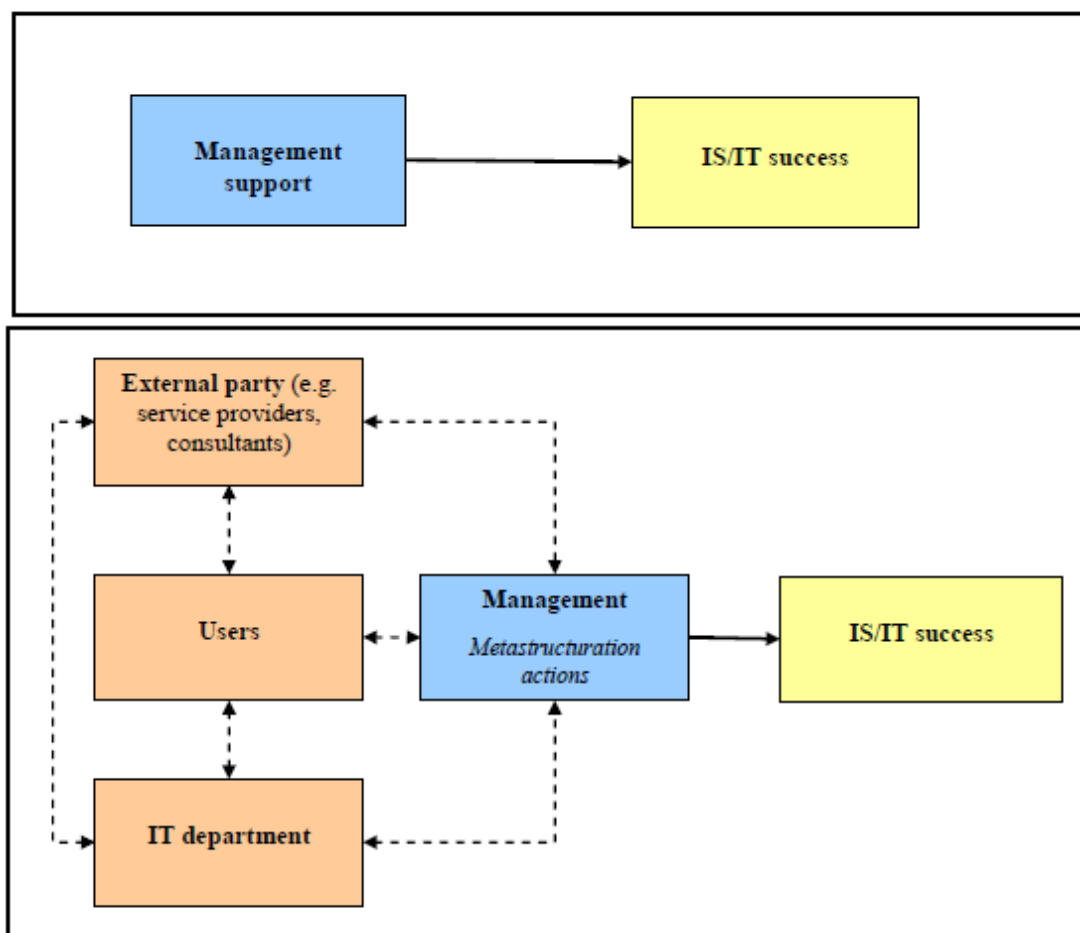 Management
support
IS/IT success
External party (e.g.
service providers,
consultants)
Users
Management
Metastructuration
actions
IS/IT success
IT department